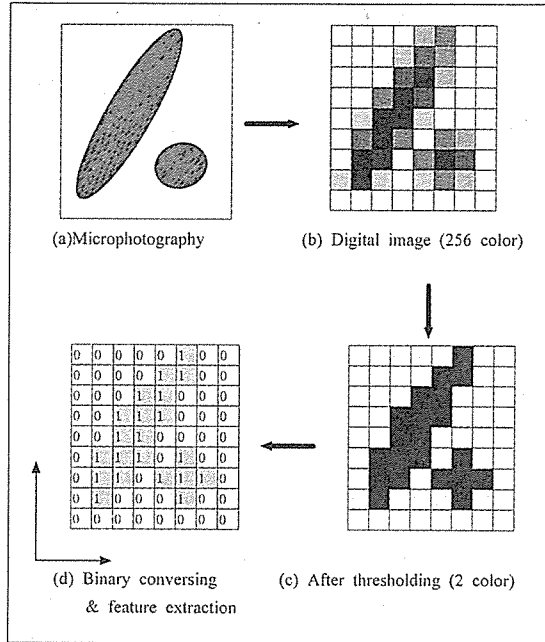 (a)Microphotography
(b) Digital image (256 color)
0 0 0 0 0 1 0 0
0 0 0 0 1 1 0 0
0 0 0 1 1 0 0 0
0 0 1 1 1 0 0 0
0 0 1 1 0 0 0 0
0 1 1 1 0 1 0 0
0 1 1 0 1 1 1 0
0 1 0 0 0 1 0 0
0 0 0 0 0 0 0 0
(d) Binary conversing
& feature extraction
(c) After thresholding (2 color)